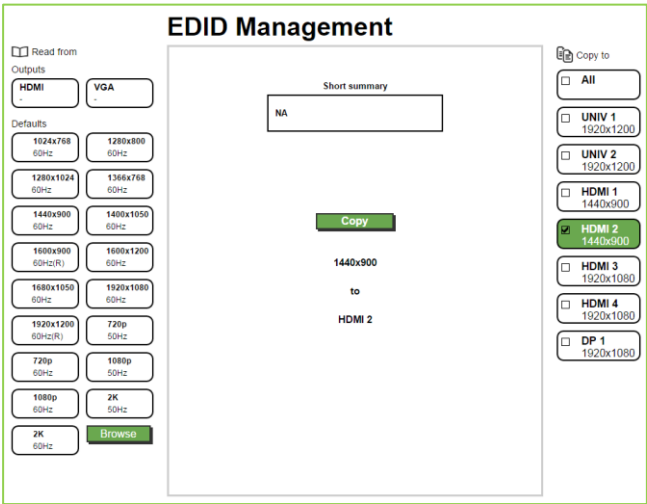 EDID Management
Read from
Outputs
HDMI
-
VGA
-
Defaults
1024x768
60Hz
1280x800
60Hz
1280x1024
60Hz
1366x768
60Hz
1440x900
60Hz
1400x1050
60Hz
1600x900
60Hz(R)
1600x1200
60Hz
1680x1050
60Hz
1920x1080
60Hz
1920x1200
60Hz(R)
720p
50Hz
720p
60Hz
1080p
50Hz
1080p
60Hz
2K
50Hz
2K
60Hz
Browse
Short summary
NA
Copy
1440x900
to
HDMI 2
Copy to
All
UNIV 1
1920x1200
UNIV 2
1920x1200
HDMI 1
1440x900
HDMI 2
1440x900
HDMI 3
1920x1080
HDMI 4
1920x1080
DP 1
1920x1080